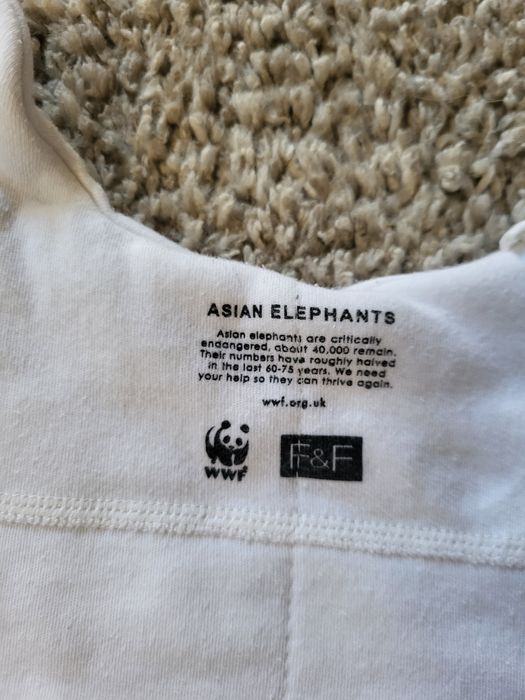 ASIAN ELEPHANTS
Asian elephants are critically
endangered, about 40,000 remain.
Their numbers have roughly halved
in the last 60-75 years. We need
your help so they can thrive again.
wwf.org.uk
WWF F&F